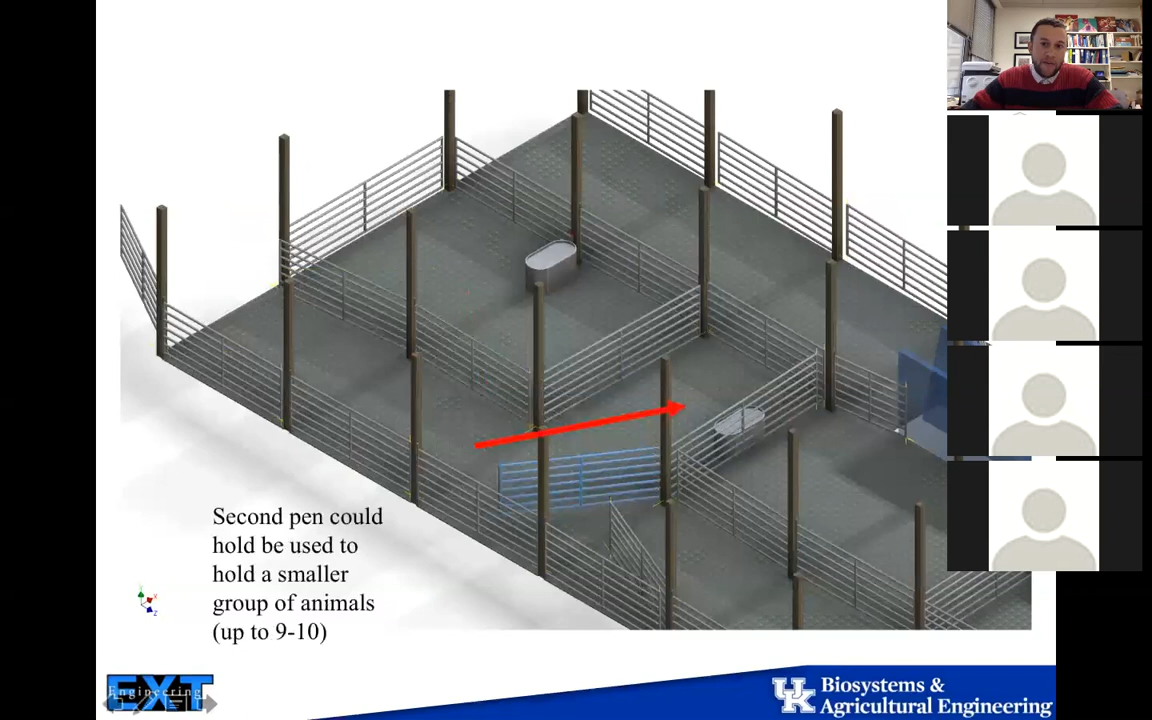 Second pen could
hold be used to
hold a smaller
group of animals
(up to 9-10)
EXT
Engineering
UK
Biosystems &
Agricultural Engineering